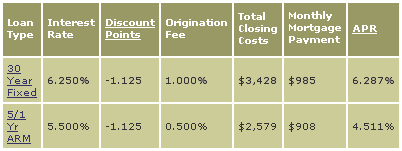 Loan Type Interest Rate Discount Points Origination Fee Total Closing Costs Monthly Mortgage Payment APR
30 Year Fixed 6.250% -1.125 1.000% $3,428 $985 6.287%
5/1 Yr ARM 5.500% -1.125 0.500% $2,579 $908 4.511%